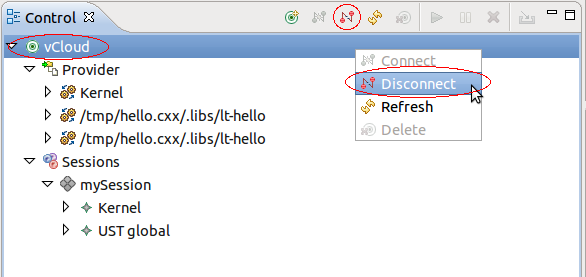 Control
vCloud
Connect
Provider
Disconnect
Kernel
Refresh
/tmp/hello.cxx/.libs/lt-hello
Delete
/tmp/hello.cxx/.libs/lt-hello
Sessions
mySession
Kernel
UST global